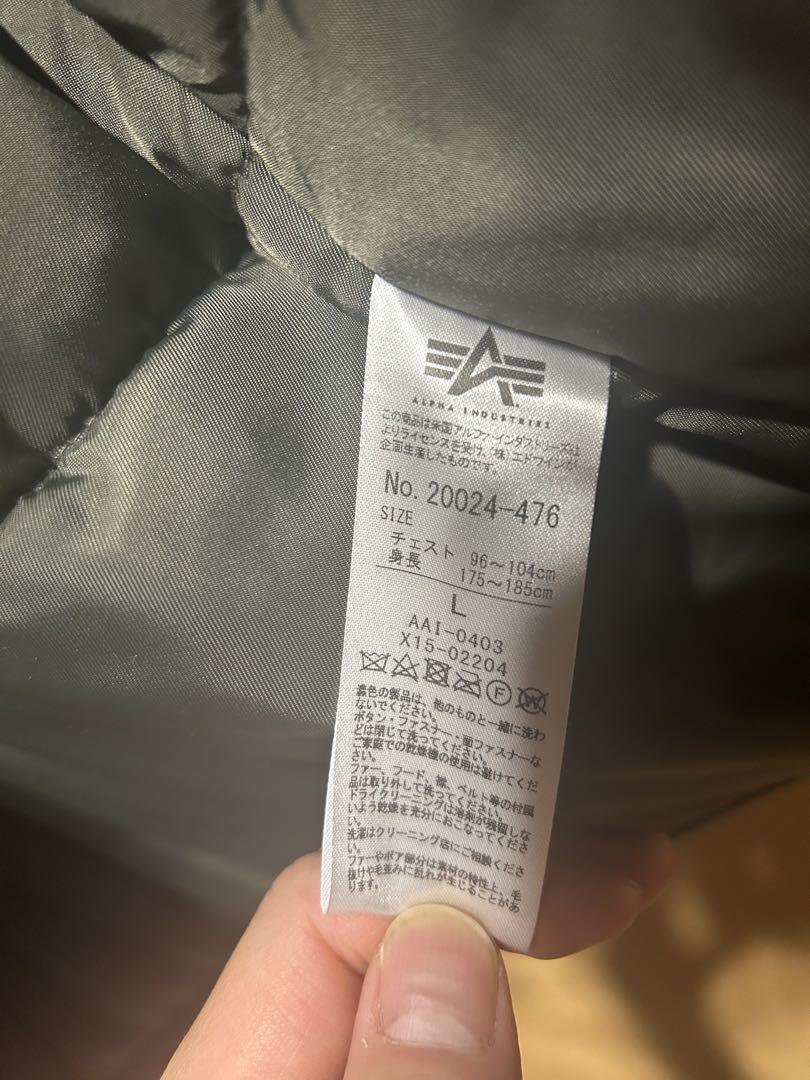 ALPHA INDUSTRIES
この商品は米国アルファ・インダストリーズは
よりライセンスを受け、(株)エドウインが
企画生産したものです。
No. 20024-476
SIZE
チェスト 96～104cm
身長 175～185cm
L
AAI-0403
X15-02204
F
W
濃色の製品は、他のものと一緒に洗わ
ないでください。
ボタン・ファスナー・面ファスナーな
どは閉じて洗ってください。
ご家庭での乾燥機の使用は避けてくだ
さい。
ファー、フード、襟、ベルト等の付属
品は取り外して洗ってください。
ドライクリーニングは溶剤が残留しな
いよう乾燥を充分におこなってくださ
い。
洗濯はクリーニング店にご相談くださ
い。
ファーやボア部分は素材の特性上、毛
抜けや毛並みに乱れが生じることがあ
ります。